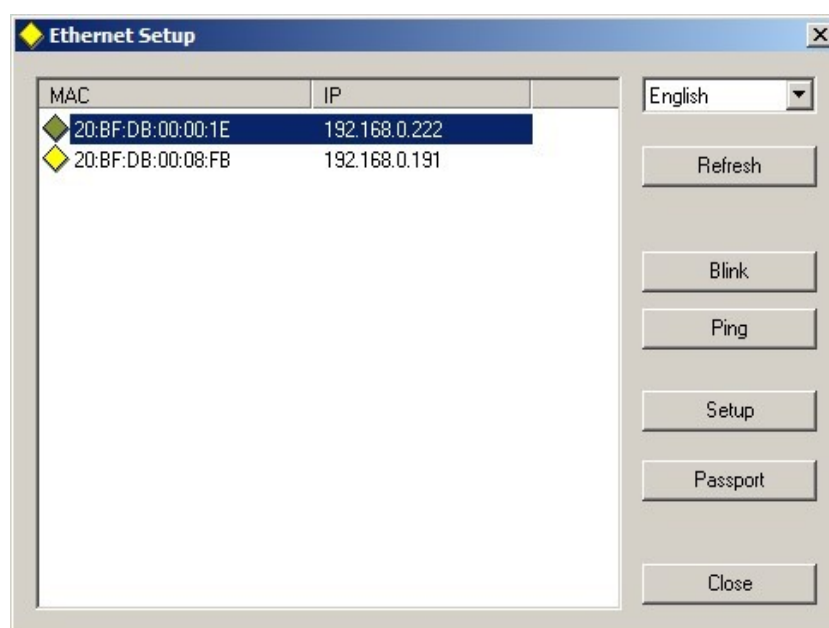 Ethernet Setup
MAC IP
20:BF:DB:00:00:1E 192.168.0.222
20:BF:DB:00:08:FB 192.168.0.191
English
Refresh
Blink
Ping
Setup
Passport
Close